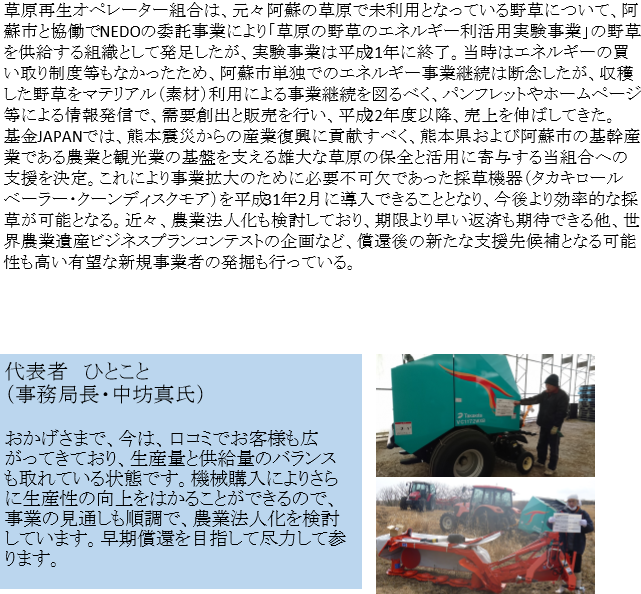 草原再生オペレーター組合は、元々阿蘇の草原で未利用となっている野草について、阿
蘇市と協働でNEDOの委託事業により「草原の野草のエネルギー利活用実験事業」の野草
を供給する組織として発足したが、実験事業は平成21年に終了。当時はエネルギーの買
い取り制度等もなかったため、阿蘇市単独でのエネルギー事業継続は断念したが、収穫
した野草をマテリアル（素材）利用による事業継続を図るべく、パンフレットやホームページ
等による情報発信で、需要創出と販売を行い、平成22年度以降、売上を伸ばしてきた。
基金JAPANでは、熊本震災からの産業復興に貢献すべく、熊本県および阿蘇市の基幹産
業である農業と観光業の基盤を支える雄大な草原の保全と活用に寄与する当組合への
支援を決定。これにより事業拡大のために必要不可欠であった採草機器（タカキロール
ベーラー・クーンディスクモア）を平成31年2月に導入できることとなり、今後より効率的な採
草が可能となる。近々、農業法人化も検討しており、期限より早い返済も期待できる他、世
界農業遺産ビジネスプランコンテストの企画など、償還後の新たな支援先候補となる可能
性も高い有望な新規事業者の発掘も行っている。
代表者　ひとこと
（事務局長・中坊真氏）
おかげさまで、今は、口コミでお客様も広
がってきており、生産量と供給量のバランス
も取れている状態です。機械購入によりさら
に生産性の向上をはかることができるので、
事業の見通しも順調で、農業法人化を検討
しています。早期償還を目指して尽力して参
ります。
Takakita